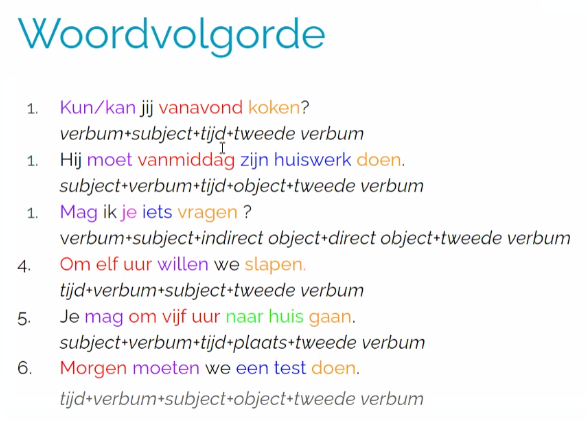 Woordvolgorde
1. Kun/kan jij vanavond koken?
verbum+subject+tijd+tweede verbum
1. Hij moet vanmiddag zijn huiswerk doen.
subject+verbum+tijd+object+tweede verbum
1. Mag ik je iets vragen ?
verbum+subject+indirect object+direct object+tweede verbum
4. Om elf uur willen we slapen.
tijd+verbum+subject+tweede verbum
5. Je mag om vijf uur naar huis gaan.
subject+verbum+tijd+plaats+tweede verbum
6. Morgen moeten we een test doen.
tijd+verbum+subject+object+tweede verbum